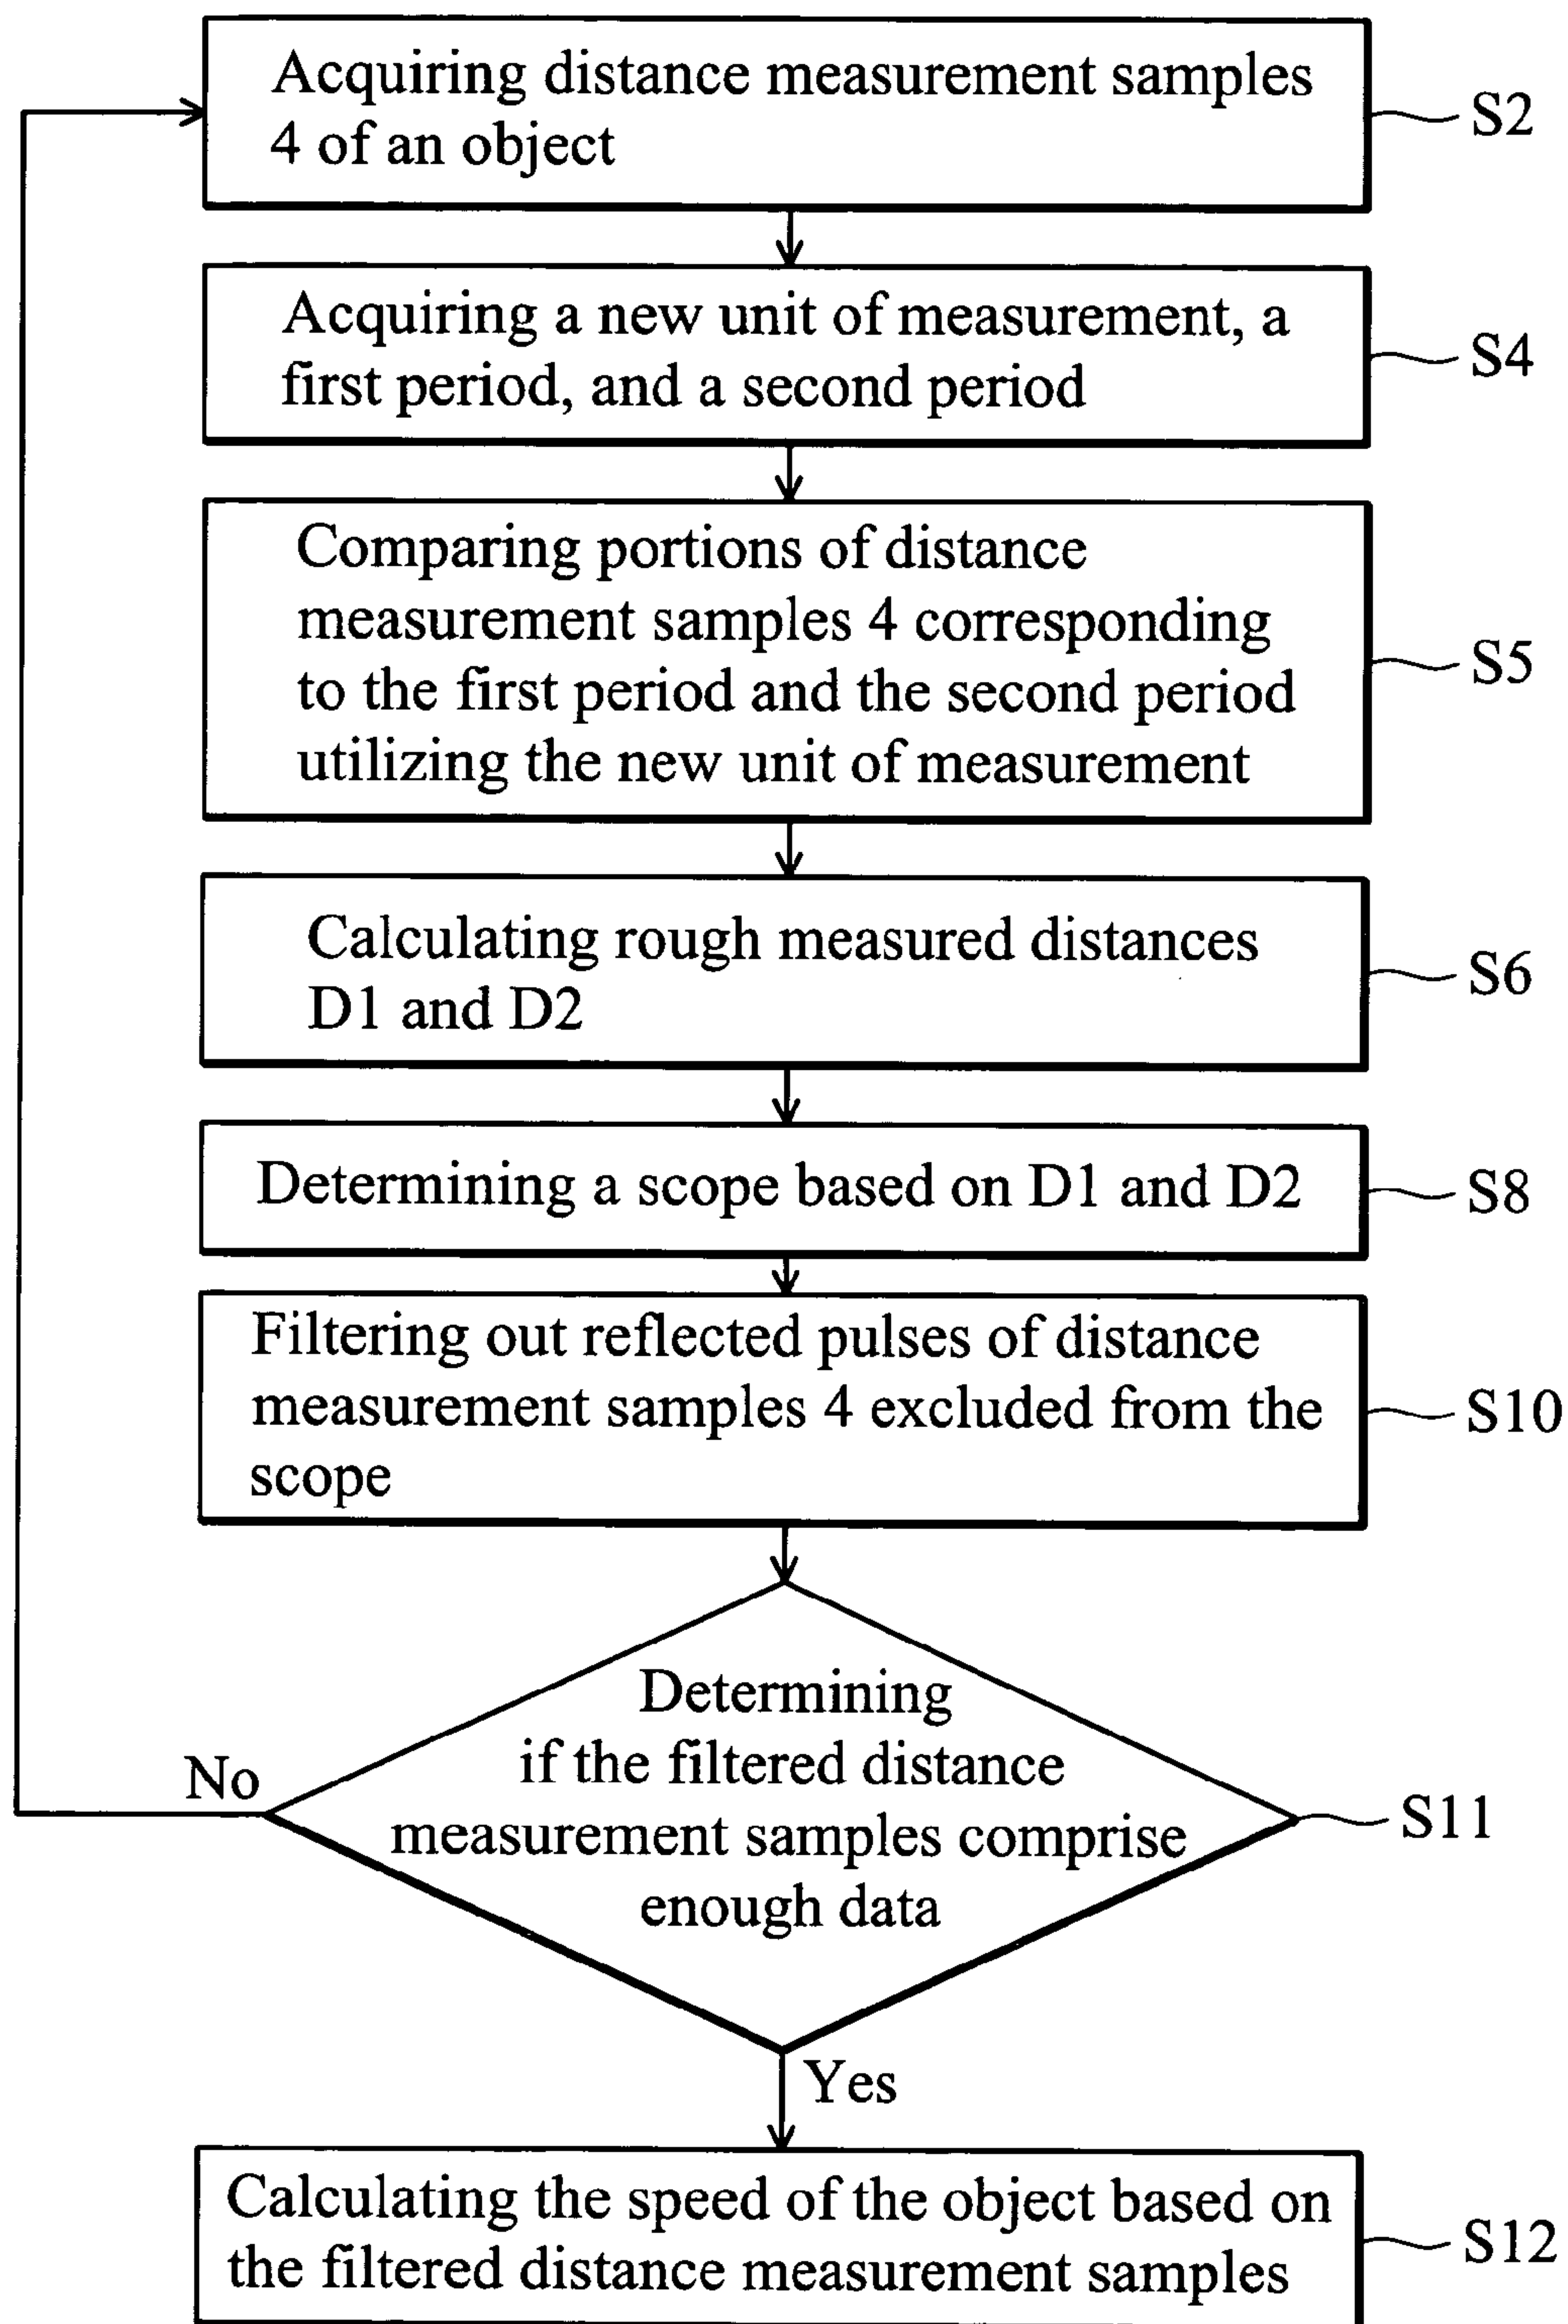 Acquiring distance measurement samples
4 of an object
S2
Acquiring a new unit of measurement, a
first period, and a second period
S4
Comparing portions of distance
measurement samples 4 corresponding
to the first period and the second period
utilizing the new unit of measurement
S5
Calculating rough measured distances
D1 and D2
S6
Determining a scope based on D1 and D2
S8
Filtering out reflected pulses of distance
measurement samples 4 excluded from the
scope
S10
Determining
if the filtered distance
measurement samples comprise
enough data
S11
No
Yes
Calculating the speed of the object based on
the filtered distance measurement samples
S12